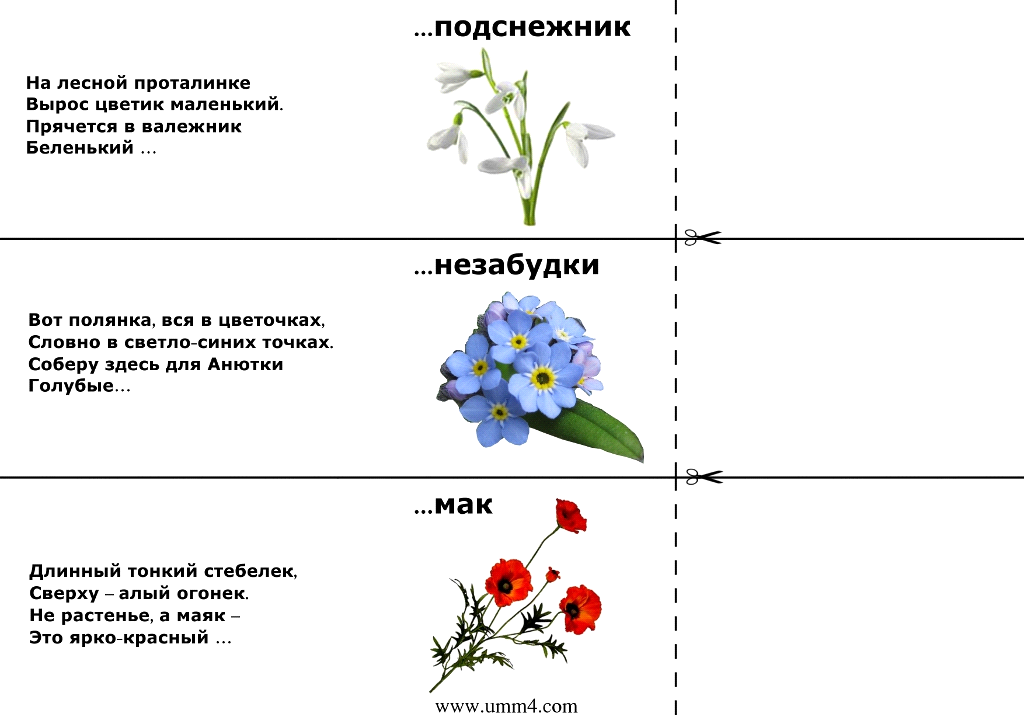 …подснежник
На лесной проталинке
Вырос цветик маленький.
Прячется в валежник
Беленький …
…незабудки
Вот полянка, вся в цветочках,
Словно в светло-синих точках.
Соберу здесь для Анютки
Голубые…
…мак
Длинный тонкий стебелек,
Сверху – алый огонек.
Не растенье, а маяк –
Это ярко-красный …
www.umm4.com